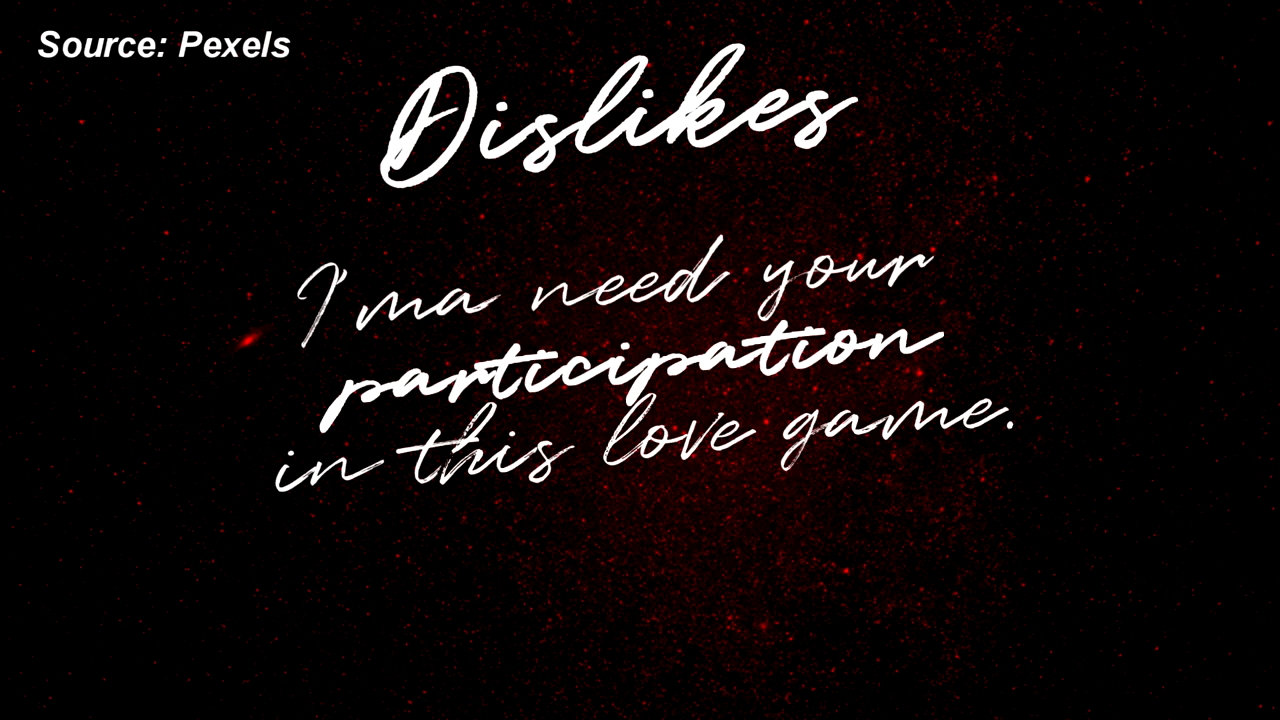 Source: Pexels
Dislikes
I'ma need your
participation
in this love game.